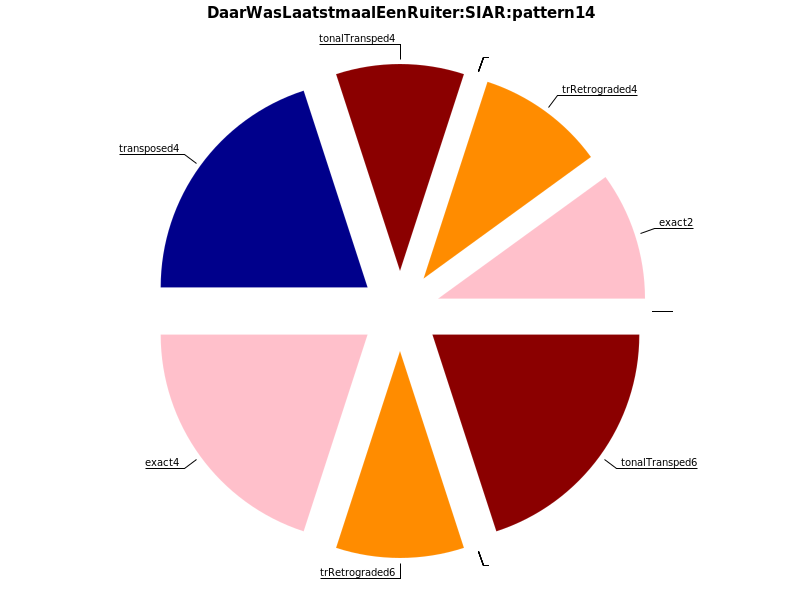 DaarWasLaatstmaalEenRuiter:SIAR:pattern14
tonalTransped4
trRetrograded4
transposed4
exact2
exact4
tonalTransped6
trRetrograded6